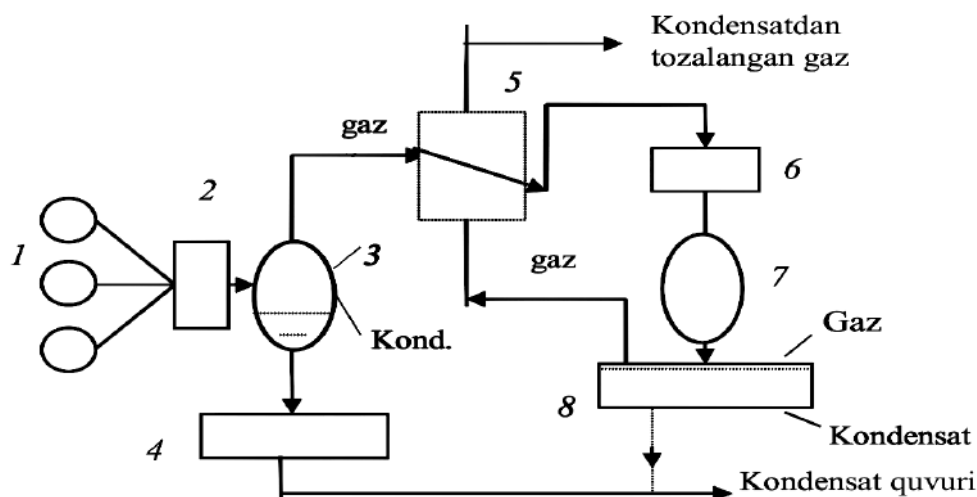 Kondensatdan
tozalangan gaz
5
gaz
6
2
1
3
gaz
7
Kond.
Gaz
8
4
Kondensat
Kondensat quvuri